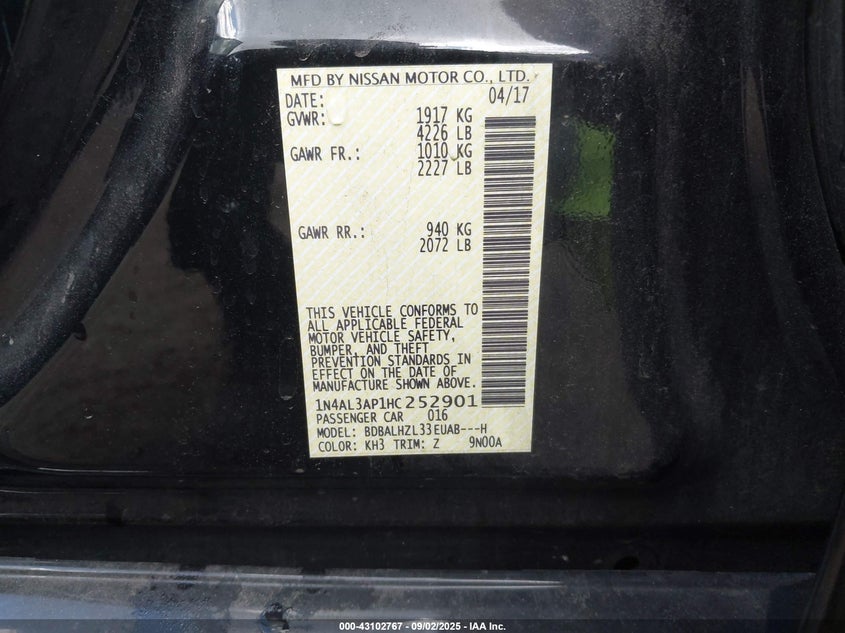 MFD BY NISSAN MOTOR CO., LTD.
DATE: 04/17
GVWR: 1917 KG
4226 LB
GAWR FR.: 1010 KG
2227 LB
GAWR RR.: 940 KG
2072 LB
THIS VEHICLE CONFORMS TO
ALL APPLICABLE FEDERAL
MOTOR VEHICLE SAFETY,
BUMPER, AND THEFT
PREVENTION STANDARDS IN
EFFECT ON THE DATE OF
MANUFACTURE SHOWN ABOVE.
1N4AL3AP1HC252901
PASSENGER CAR 016
MODEL: BDBALHZL33EUAB---H
COLOR: KH3 TRIM: Z 9N00A
000-43102767 - 09/02/2025 - IAA Inc.